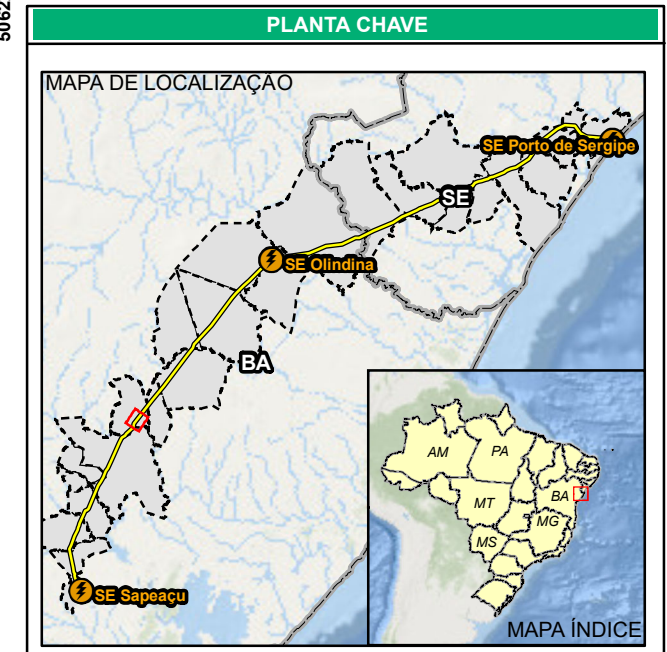 5062
PLANTA CHAVE
MAPA DE LOCALIZAÇÃO
SE Porto de Sergipe
SE
SE Olindina
BA
AM
PA
MT
BA
MG
MS
SE Sapeaçu
MAPA ÍNDICE